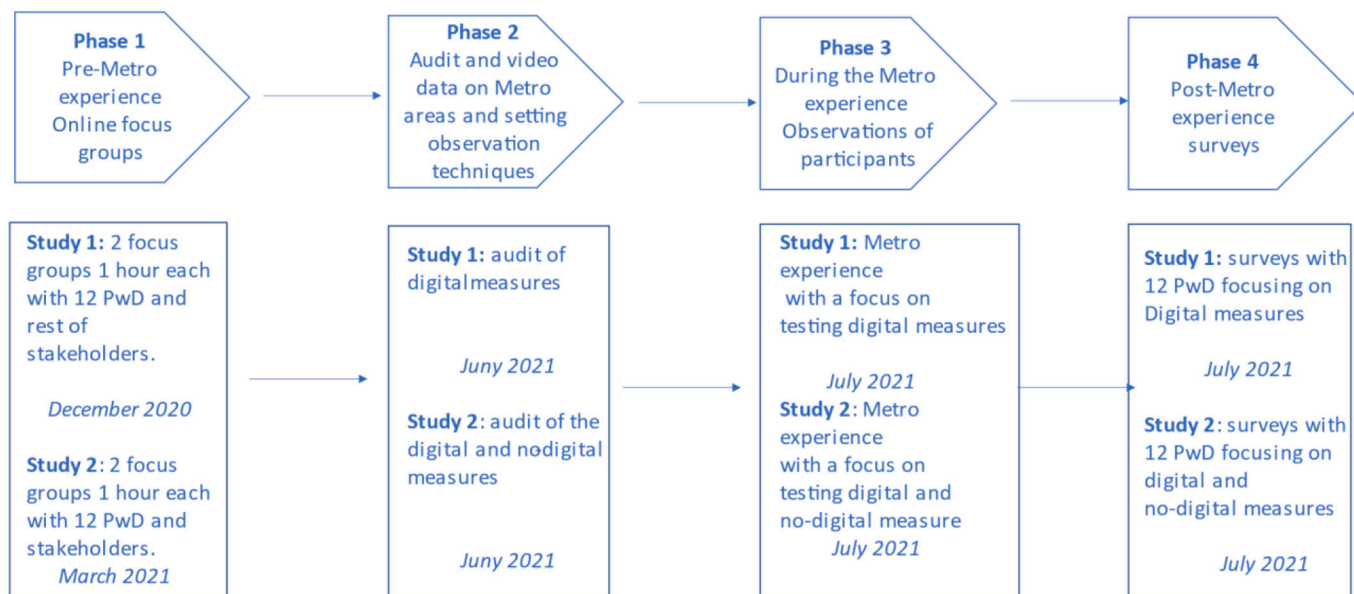 Phase 1
Pre-Metro
experience
Online focus
groups
Phase 2
Audit and video
data on Metro
areas and setting
observation
techniques
Phase 3
During the Metro
experience
Observations of
participants
Phase 4
Post-Metro
experience
surveys
Study 1: 2 focus
groups 1 hour each
with 12 PwD and
rest of
stakeholders.
December 2020
Study 2: 2 focus
groups 1 hour each
with 12 PwD and
stakeholders.
March 2021
Study 1: audit of
digitalmeasures
Juny 2021
Study 2: audit of the
digital and no-digital
measures
Juny 2021
Study 1: Metro
experience
with a focus on
testing digital measures
July 2021
Study 2: Metro
experience
with a focus on
testing digital and
no-digital measure
July 2021
Study 1: surveys with
12 PwD focusing on
Digital measures
July 2021
Study 2: surveys with
12 PwD focusing on
digital and
no-digital measures
July 2021